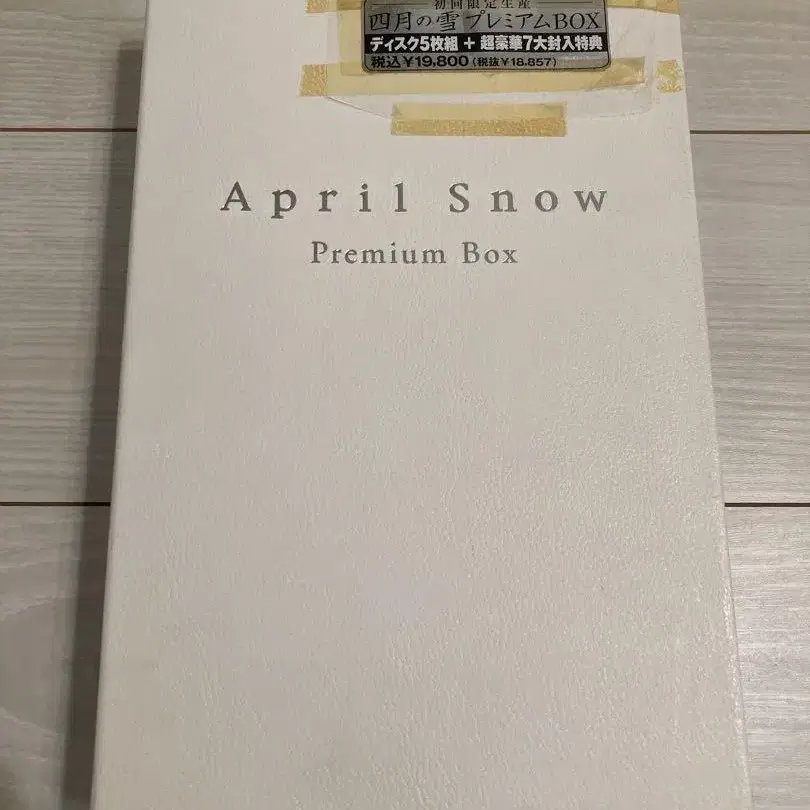 初回限定生産
四月の雪 プレミアムBOX
ディスク5枚組 + 超豪華7大封入特典
税込¥19,800 (税抜¥18,857)
April Snow
Premium Box